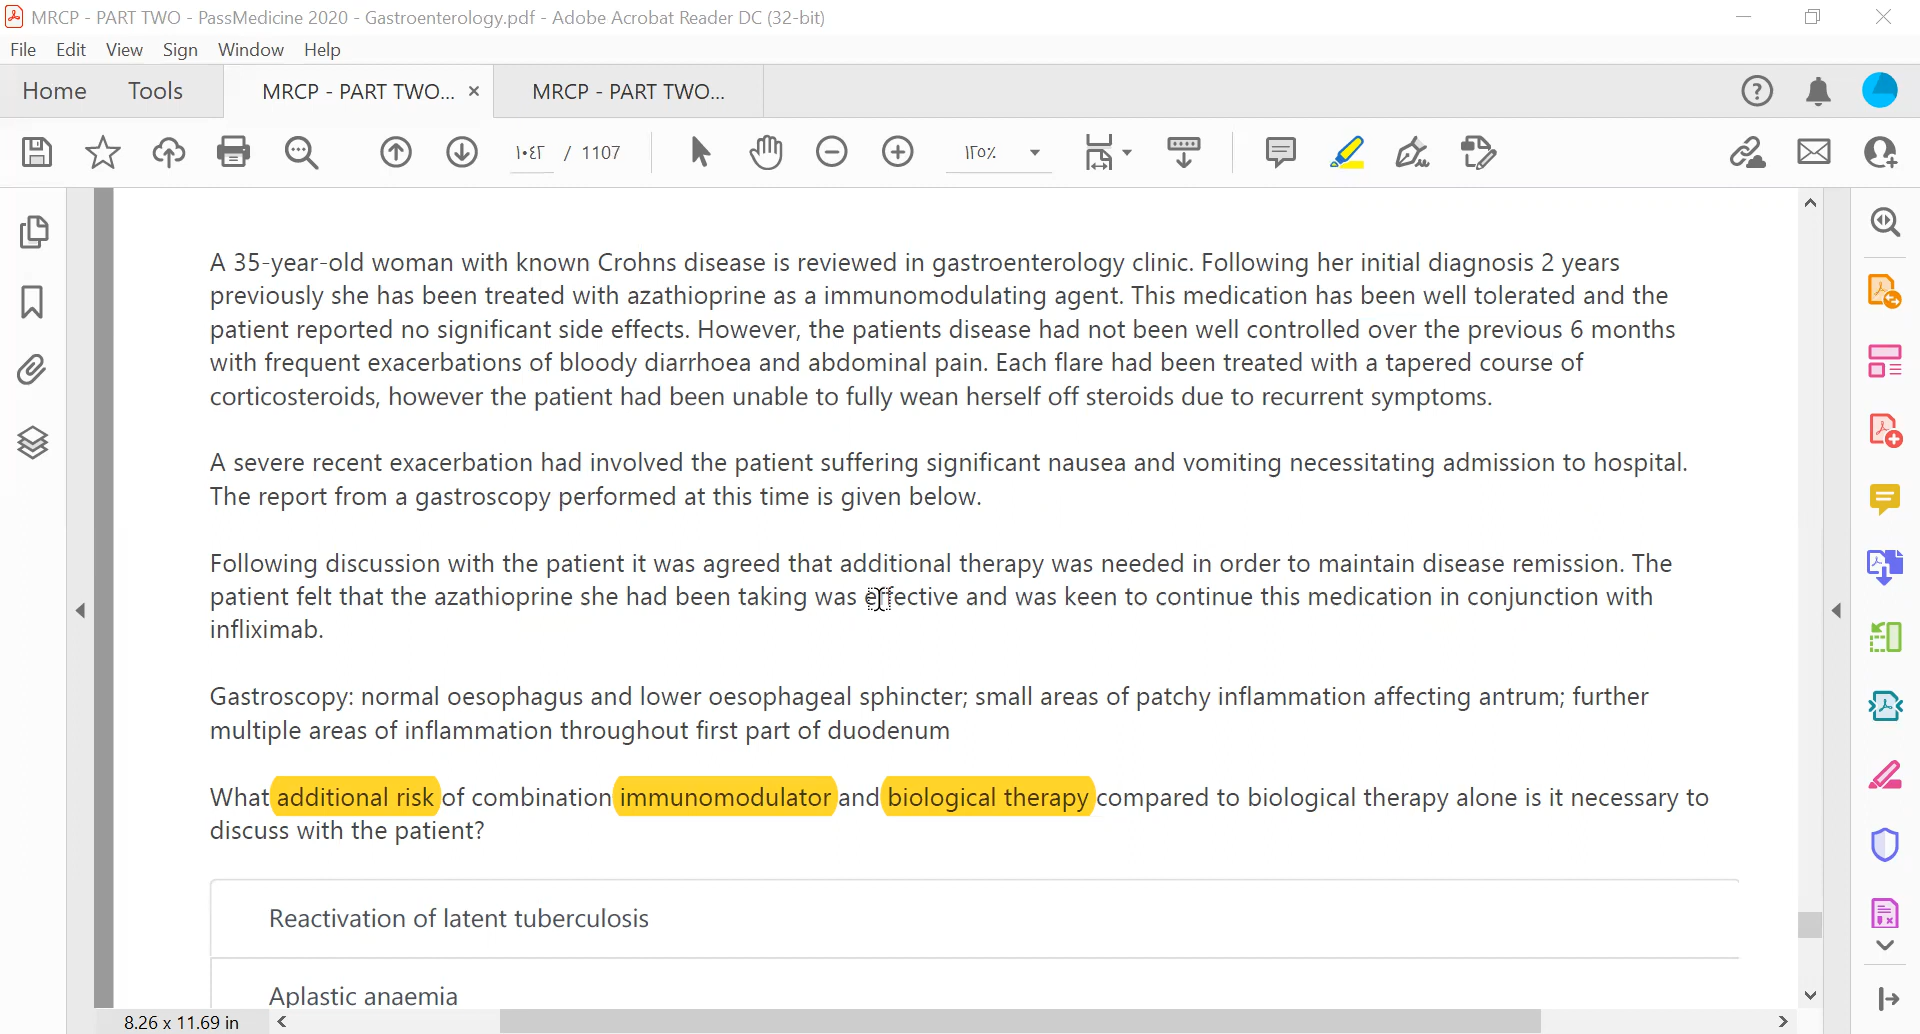 MRCP - PART TWO - PassMedicine 2020 - Gastroenterology.pdf - Adobe Acrobat Reader DC (32-bit)
File Edit View Sign Window Help
Home Tools MRCP - PART TWO... × MRCP - PART TWO...
١٠٤٣ / 1107 ١٢٥٪
A 35-year-old woman with known Crohns disease is reviewed in gastroenterology clinic. Following her initial diagnosis 2 years
previously she has been treated with azathioprine as a immunomodulating agent. This medication has been well tolerated and the
patient reported no significant side effects. However, the patients disease had not been well controlled over the previous 6 months
with frequent exacerbations of bloody diarrhoea and abdominal pain. Each flare had been treated with a tapered course of
corticosteroids, however the patient had been unable to fully wean herself off steroids due to recurrent symptoms.
A severe recent exacerbation had involved the patient suffering significant nausea and vomiting necessitating admission to hospital.
The report from a gastroscopy performed at this time is given below.
Following discussion with the patient it was agreed that additional therapy was needed in order to maintain disease remission. The
patient felt that the azathioprine she had been taking was effective and was keen to continue this medication in conjunction with
infliximab.
Gastroscopy: normal oesophagus and lower oesophageal sphincter; small areas of patchy inflammation affecting antrum; further
multiple areas of inflammation throughout first part of duodenum
What additional risk of combination immunomodulator and biological therapy compared to biological therapy alone is it necessary to
discuss with the patient?
Reactivation of latent tuberculosis
Aplastic anaemia
8.26 x 11.69 in